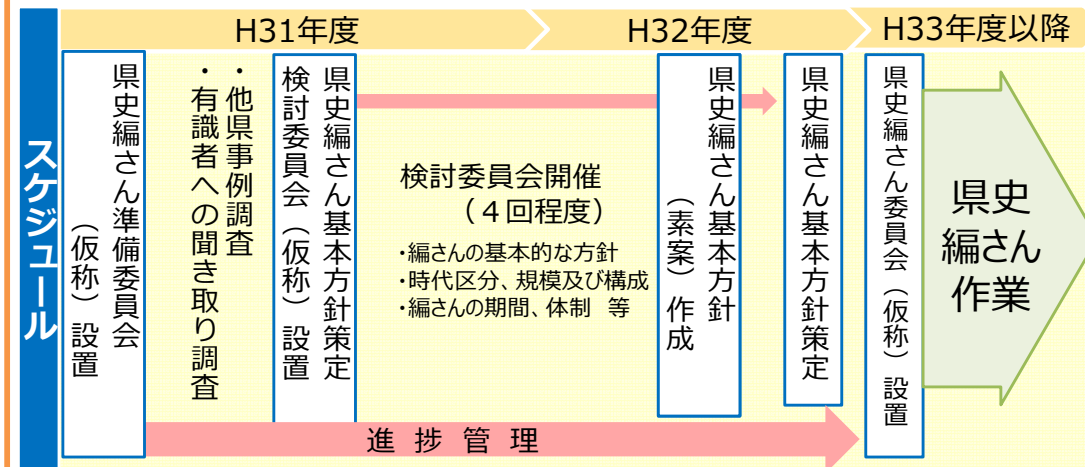 H31年度
H32年度
H33年度以降
スケジュール
県史編さん準備委員会
（仮称）設置
・他県事例調査
・有識者への聞き取り調査
県史編さん基本方針策定
検討委員会（仮称）設置
検討委員会開催
（４回程度）
・編さんの基本的な方針
・時代区分、規模及び構成
・編さんの期間、体制　等
県史編さん基本方針
（素案）作成
県史編さん基本方針策定
県史編さん委員会（仮称）設置
県史
編さん
作業
進 捗 管 理